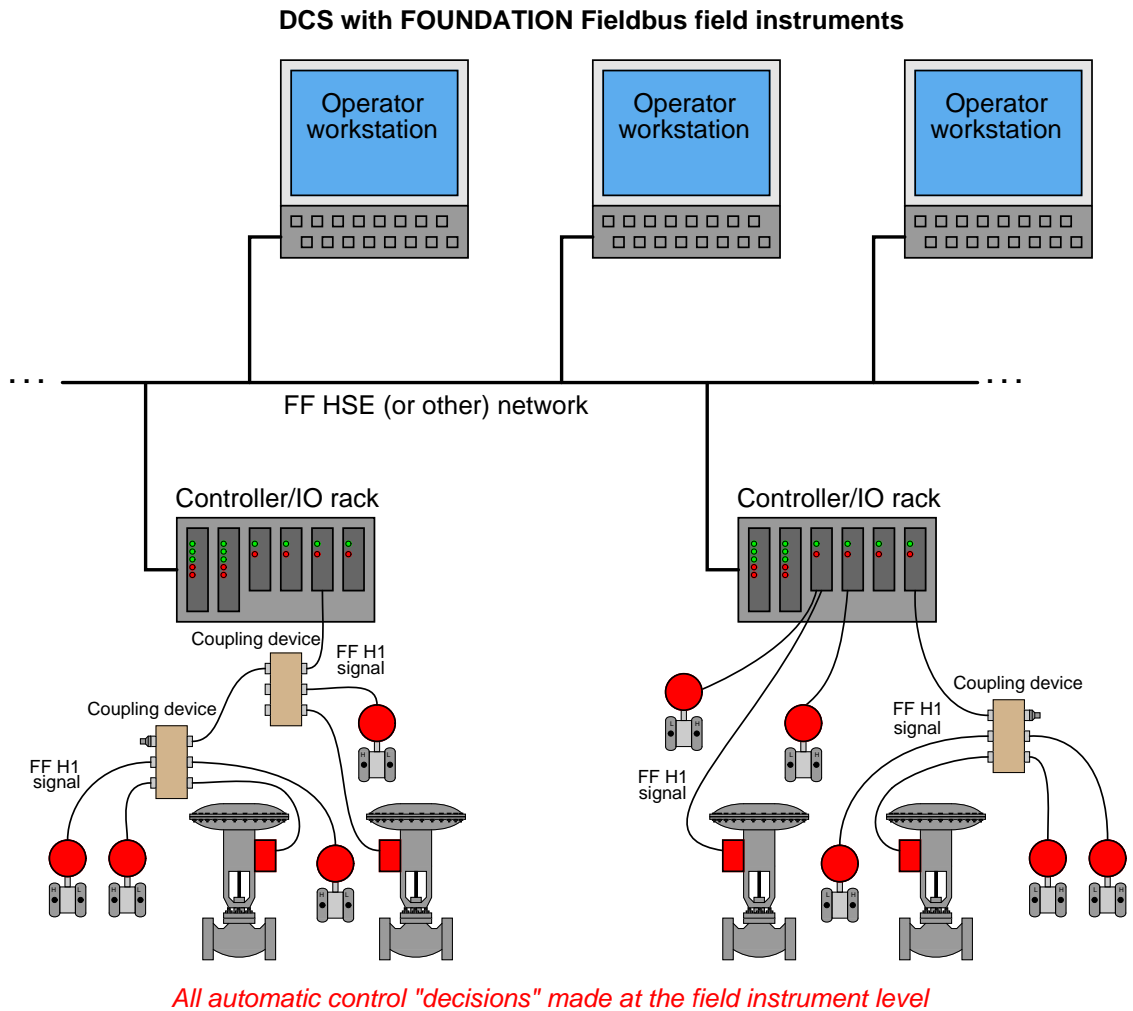 DCS with FOUNDATION Fieldbus field instruments
Operator
workstation
Operator
workstation
Operator
workstation
. . .
. . .
FF HSE (or other) network
Controller/IO rack
Controller/IO rack
Coupling device
FF H1
signal
Coupling device
Coupling device
FF H1
signal
FF H1
signal
FF H1
signal
H L
H L
H L
H L
L H
L H
H L
L H
L H
All automatic control "decisions" made at the field instrument level